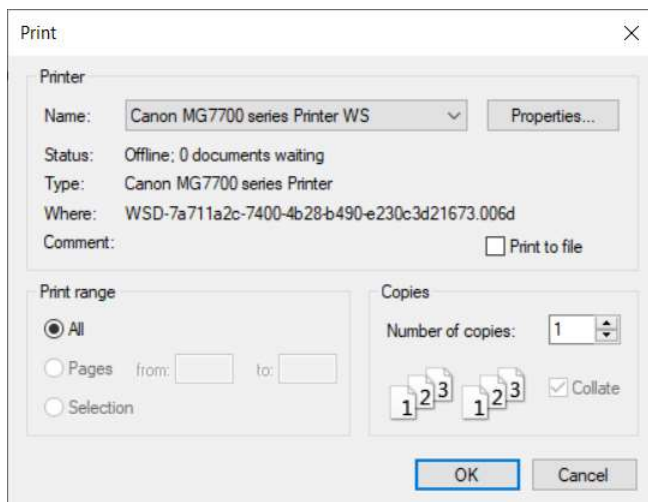 Print
Printer
Name: Canon MG7700 series Printer WS Properties...
Status: Offline; 0 documents waiting
Type: Canon MG7700 series Printer
Where: WSD-7a711a2c-7400-4b28-b490-e230c3d21673.006d
Comment: Print to file
Print range
All
Pages from: to:
Selection
Copies
Number of copies: 1
1 2 3 1 2 3 Collate
OK Cancel